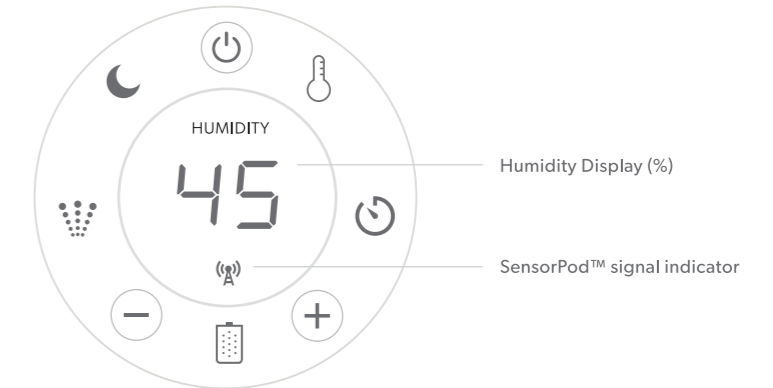 HUMIDITY
45
Humidity Display (%)
SensorPod™ signal indicator